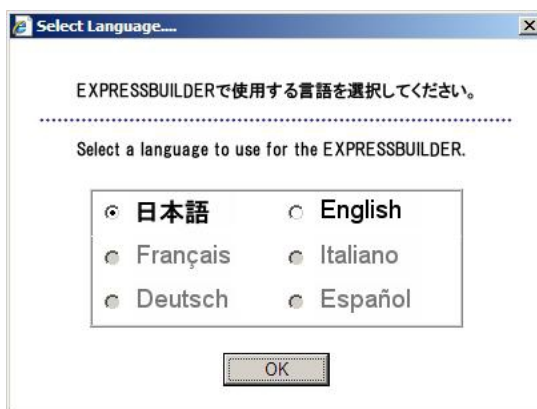 Select Language....
EXPRESSBUILDERで使用する言語を選択してください。
Select a language to use for the EXPRESSBUILDER.
日本語 English
Français Italiano
Deutsch Español
OK